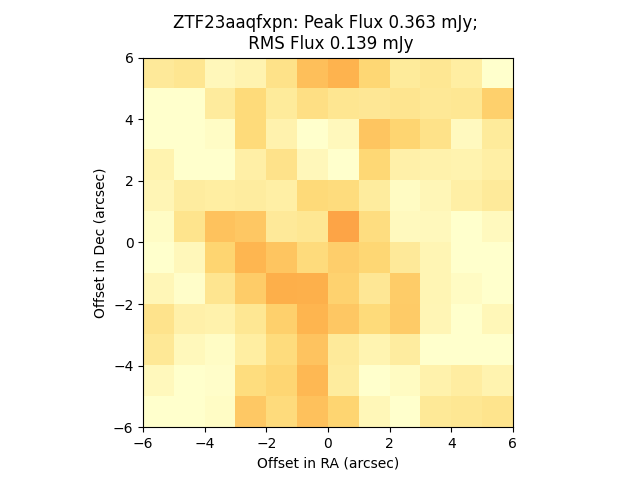 ZTF23aaqfxpn: Peak Flux 0.363 mJy;
RMS Flux 0.139 mJy
6
4
2
0
−2
−4
−6
Offset in Dec (arcsec)
−6 −4 −2 0 2 4 6
Offset in RA (arcsec)